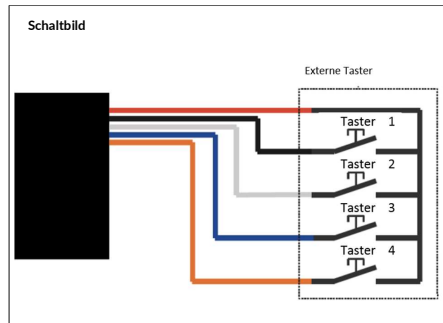 Schaltbild
Externe Taster
Taster 1
Taster 2
Taster 3
Taster 4